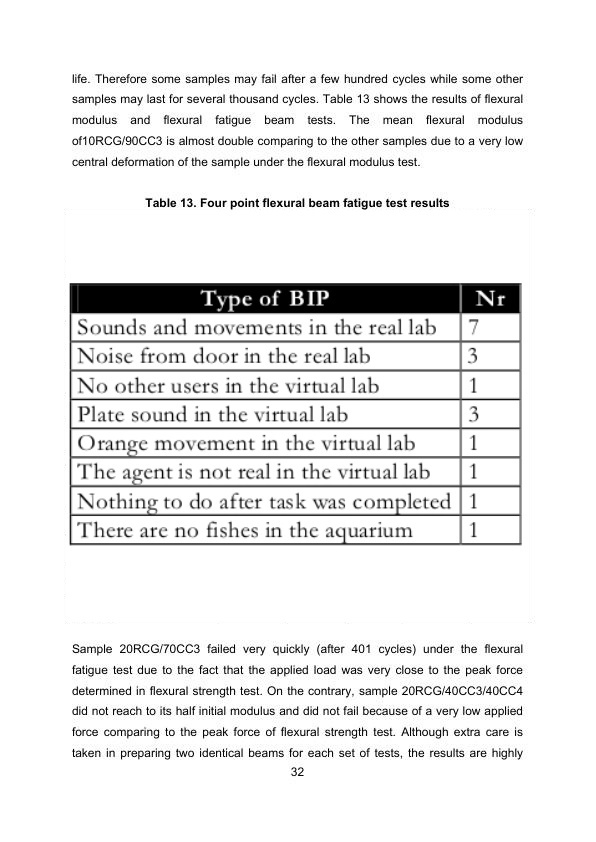 life. Therefore some samples may fail after a few hundred cycles while some other
samples may last for several thousand cycles. Table 13 shows the results of flexural
modulus and flexural fatigue beam tests. The mean flexural modulus
of10RCG/90CC3 is almost double comparing to the other samples due to a very low
central deformation of the sample under the flexural modulus test.
Table 13. Four point flexural beam fatigue test results
Type of BIP Nr
Sounds and movements in the real lab 7
Noise from door in the real lab 3
No other users in the virtual lab 1
Plate sound in the virtual lab 3
Orange movement in the virtual lab 1
The agent is not real in the virtual lab 1
Nothing to do after task was completed 1
There are no fishes in the aquarium 1
Sample 20RCG/70CC3 failed very quickly (after 401 cycles) under the flexural
fatigue test due to the fact that the applied load was very close to the peak force
determined in flexural strength test. On the contrary, sample 20RCG/40CC3/40CC4
did not reach to its half initial modulus and did not fail because of a very low applied
force comparing to the peak force of flexural strength test. Although extra care is
taken in preparing two identical beams for each set of tests, the results are highly
32